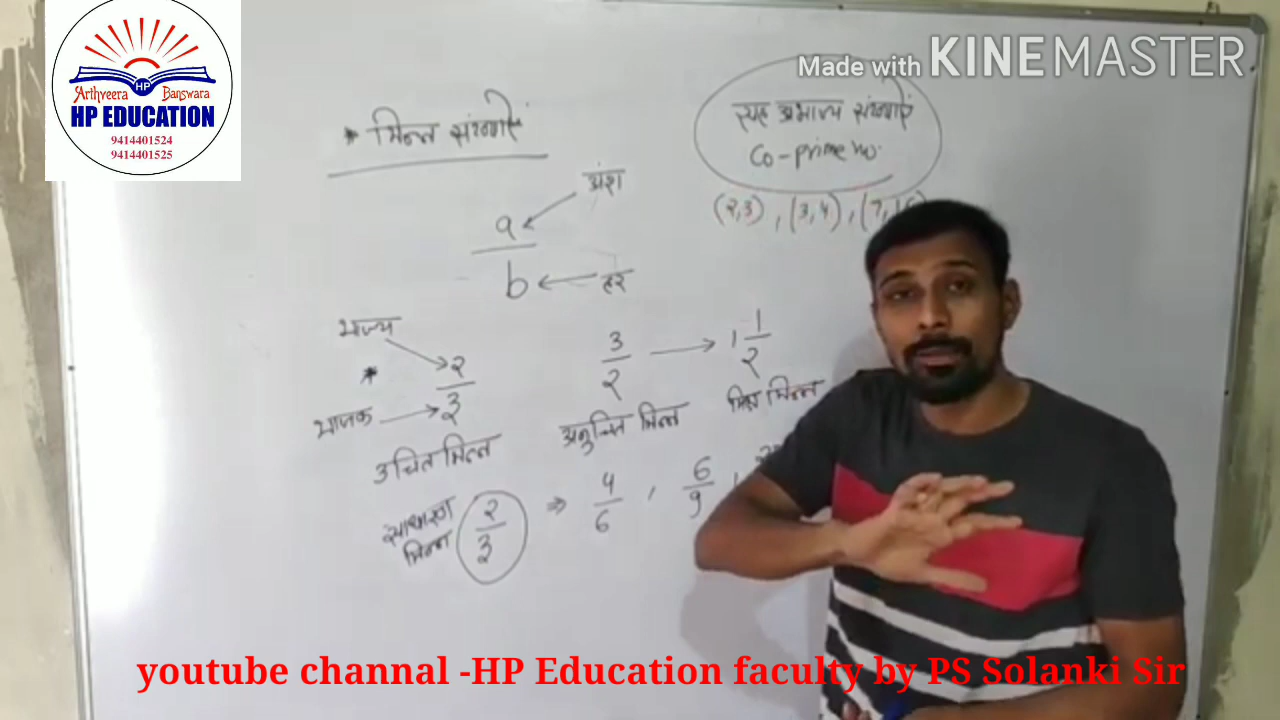 Arthveera HP Banswara
HP EDUCATION
9414401524
9414401525
Made with KINEMASTER
* भिन्न संख्याएँ
सह अभाज्य संख्याएँ
Co-prime no.
(2,3), (3,4), (7,
a ← अंश
b ← हर
भाज्य → 2
*
भाजक → 3
उचित भिन्न
3/2 → 1 1/2
अनुचित भिन्न
मिश्र भिन्न
साधारण भिन्न
2/3 ⇒ 4/6, 6/9,
youtube channal -HP Education faculty by PS Solanki Sir